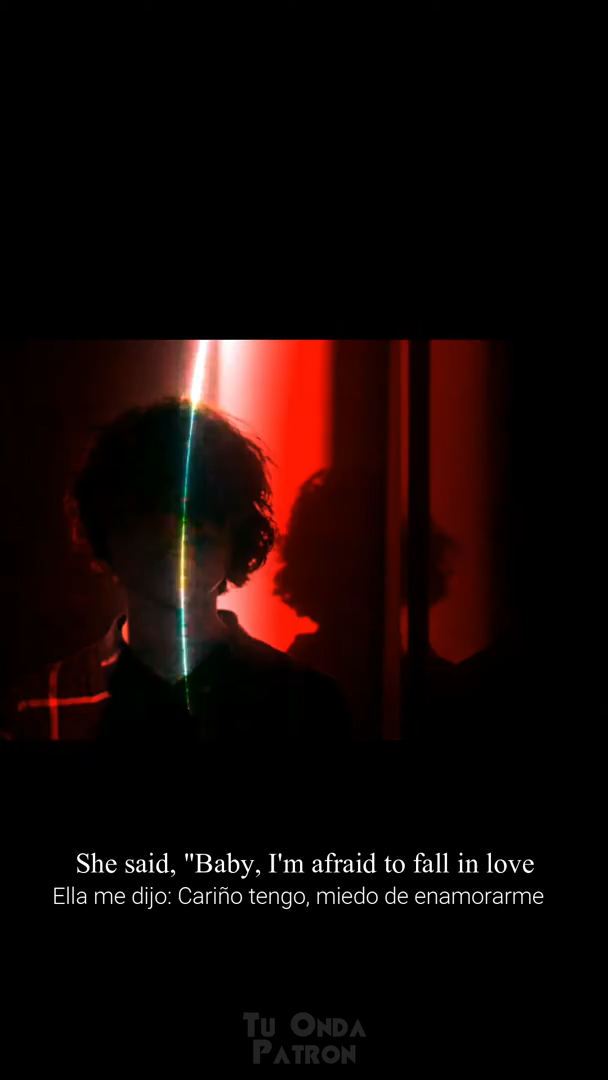 She said, "Baby, I'm afraid to fall in love
Ella me dijo: Cariño tengo, miedo de enamorarme
Tu Onda
Patron